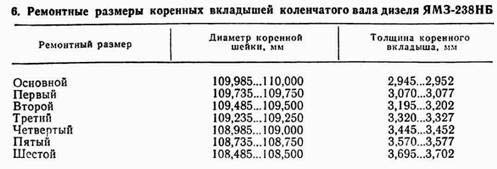 6. Ремонтные размеры коренных вкладышей коленчатого вала дизеля ЯМЗ-238НБ
Ремонтный размер Диаметр коренной шейки, мм Толщина коренного вкладыша, мм
Основной 109,985...110,000 2,945...2,952
Первый 109,735...109,750 3,070...3,077
Второй 109,485...109,500 3,195...3,202
Третий 109,235...109,250 3,320...3,327
Четвертый 108,985...109,000 3,445...3,452
Пятый 108,735...108,750 3,570...3,577
Шестой 108,485...108,500 3,695...3,702